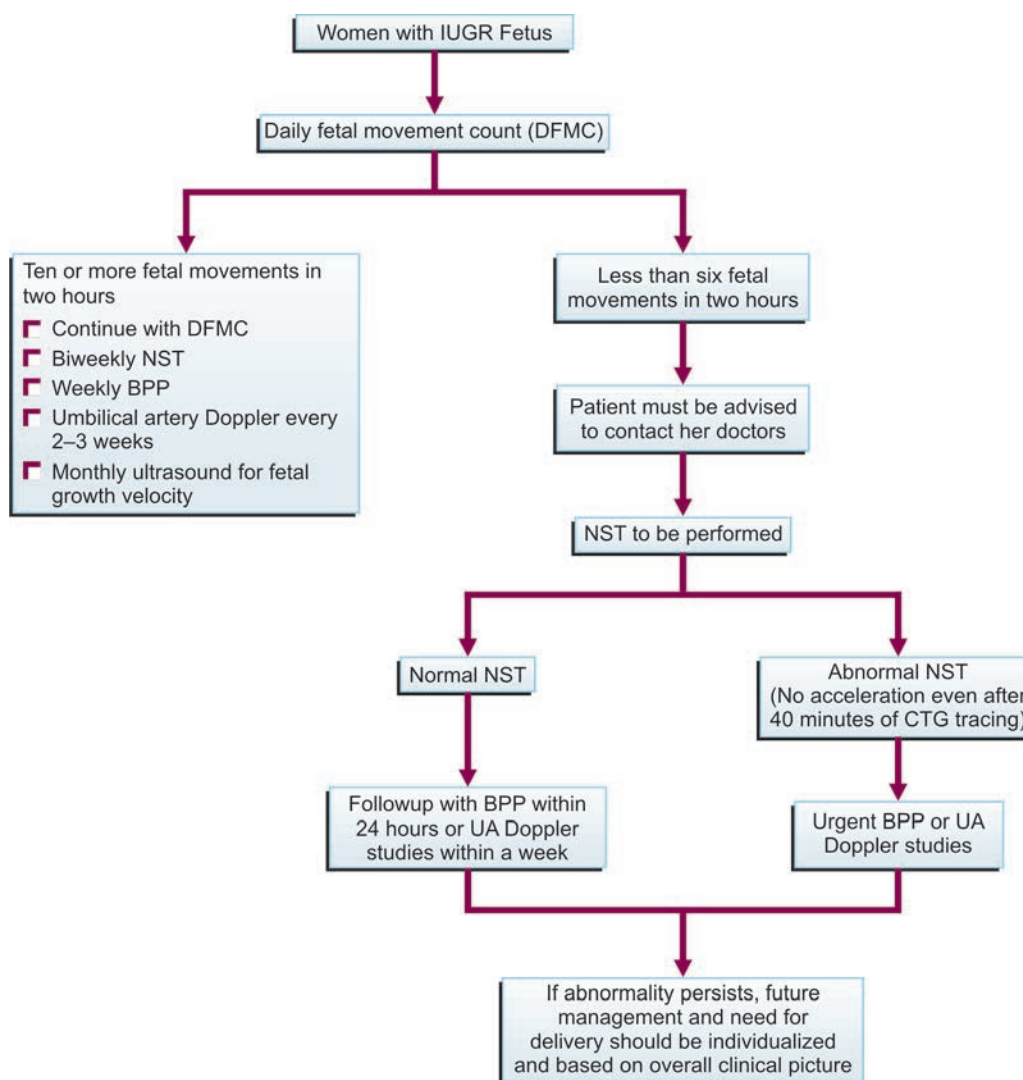 Women with IUGR Fetus
Daily fetal movement count (DFMC)
Ten or more fetal movements in
two hours
Continue with DFMC
Biweekly NST
Weekly BPP
Umbilical artery Doppler every
2–3 weeks
Monthly ultrasound for fetal
growth velocity
Less than six fetal
movements in two hours
Patient must be advised
to contact her doctors
NST to be performed
Normal NST
Abnormal NST
(No acceleration even after
40 minutes of CTG tracing)
Followup with BPP within
24 hours or UA Doppler
studies within a week
Urgent BPP or UA
Doppler studies
If abnormality persists, future
management and need for
delivery should be individualized
and based on overall clinical picture